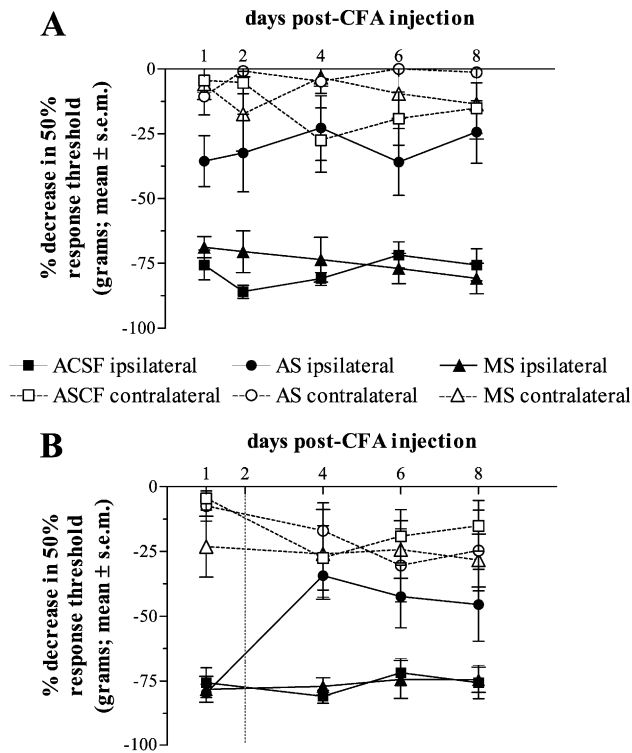 A
days post-CFA injection
1 2 4 6 8
0
-25
-50
-75
-100
% decrease in 50%
response threshold
(grams; mean ± s.e.m.)
ACSF ipsilateral AS ipsilateral MS ipsilateral
ASCF contralateral AS contralateral MS contralateral
B
days post-CFA injection
1 2 4 6 8
0
-25
-50
-75
-100
% decrease in 50%
response threshold
(grams; mean ± s.e.m.)